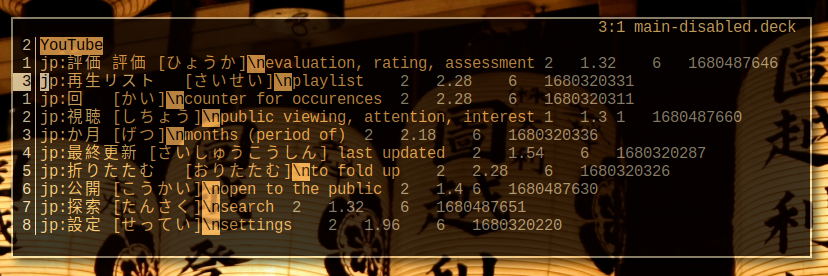 3:1 main-disabled.deck
2 YouTube
1 jp:評価 評価 [ひょうか]\nevaluation, rating, assessment 2 1.32 6 1680487646
3 jp:再生リスト [さいせい]\nplaylist 2 2.28 6 1680320331
1 jp:回 [かい]\ncounter for occurences 2 2.28 6 1680320311
2 jp:視聴 [しちょう]\npublic viewing, attention, interest 1 1.3 1 1680487660
3 jp:か月 [げつ]\nmonths (period of) 2 2.18 6 1680320336
4 jp:最終更新 [さいしゅうこうしん] last updated 2 1.54 6 1680320287
5 jp:折りたたむ [おりたたむ]\nto fold up 2 2.28 6 1680320326
6 jp:公開 [こうかい]\nopen to the public 2 1.4 6 1680487630
7 jp:探索 [たんさく]\nsearch 2 1.32 6 1680487651
8 jp:設定 [せってい]\nsettings 2 1.96 6 1680320220